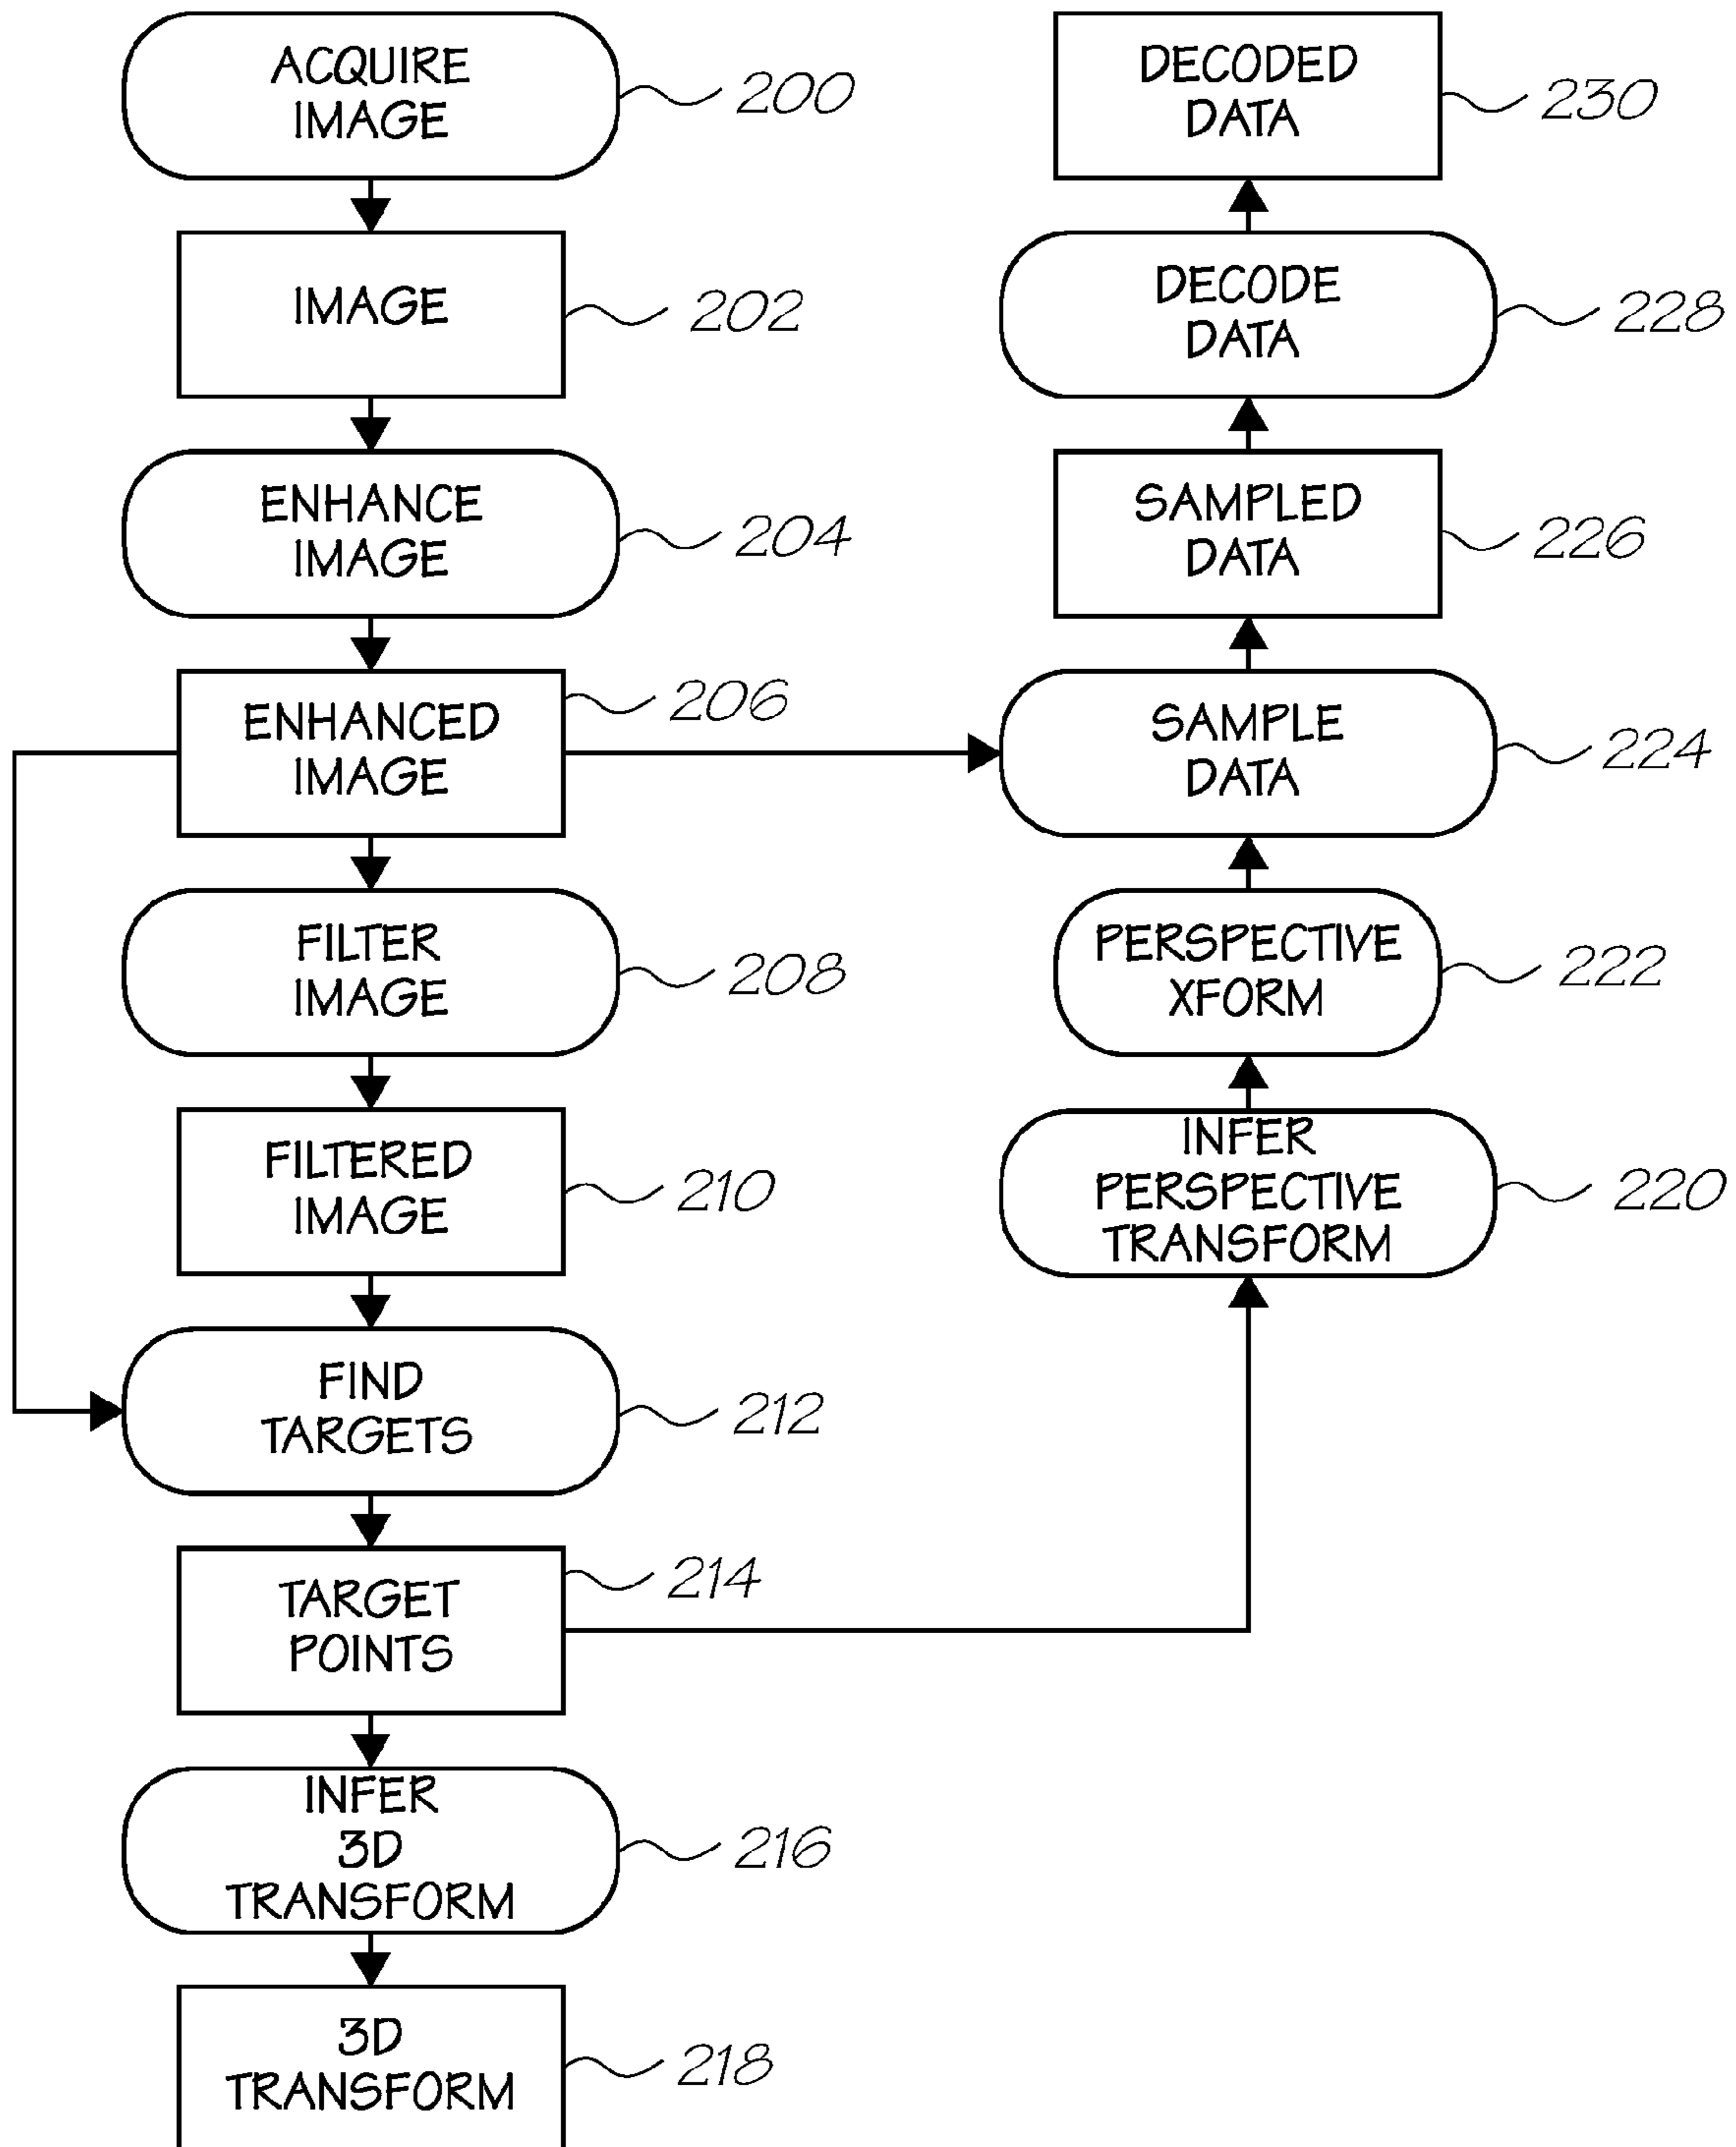 ACQUIRE
IMAGE
200
IMAGE
202
ENHANCE
IMAGE
204
ENHANCED
IMAGE
206
FILTER
IMAGE
208
FILTERED
IMAGE
210
FIND
TARGETS
212
TARGET
POINTS
214
INFER
3D
TRANSFORM
216
3D
TRANSFORM
218
DECODED
DATA
230
DECODE
DATA
228
SAMPLED
DATA
226
SAMPLE
DATA
224
PERSPECTIVE
XFORM
222
INFER
PERSPECTIVE
TRANSFORM
220